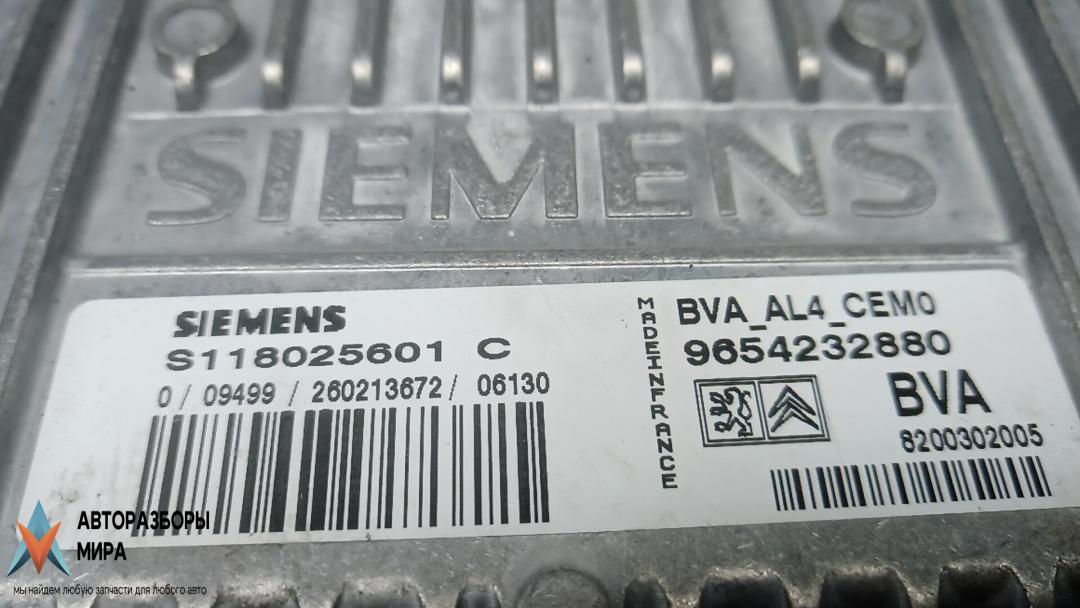 SIEMENS
SIEMENS
S118025601 C
0/ 09499 / 260213672/ 06130
MADEINFRANCE
BVA_AL4_CEM0
9654232880
BVA
8200302005
АВТОРАЗБОРЫ
МИРА
мы найдем любую запчасти для любого авто